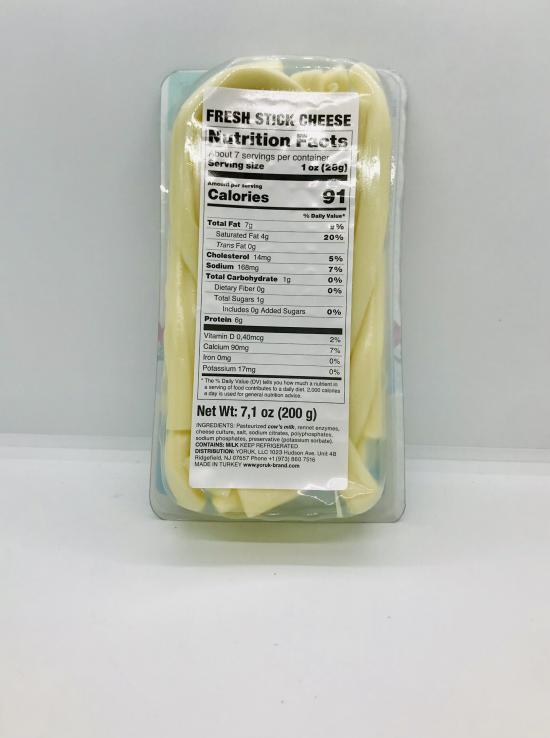 FRESH STICK CHEESE
Nutrition Facts
About 7 servings per container
Serving size 1 oz (28g)
Amount per serving
Calories 91
% Daily Value*
Total Fat 7g %
Saturated Fat 4g 20%
Trans Fat 0g
Cholesterol 14mg 5%
Sodium 168mg 7%
Total Carbohydrate 1g 0%
Dietary Fiber 0g 0%
Total Sugars 1g
Includes 0g Added Sugars 0%
Protein 6g
Vitamin D 0,40mcg 2%
Calcium 90mg 7%
Iron 0mg 0%
Potassium 17mg 0%
* The % Daily Value (DV) tells you how much a nutrient in
a serving of food contributes to a daily diet. 2,000 calories
a day is used for general nutrition advice.
Net Wt: 7,1 oz (200 g)
INGREDIENTS: Pasteurized cow's milk, rennet enzymes,
cheese culture, salt, sodium citrates, polyphosphates,
sodium phosphates, preservative (potassium sorbate).
CONTAINS: MILK KEEP REFRIGERATED
DISTRIBUTION: YORUK, LLC 1023 Hudson Ave. Unit 4B
Ridgefield, NJ 07657 Phone +1(973) 860 7516
MADE IN TURKEY www.yoruk-brand.com